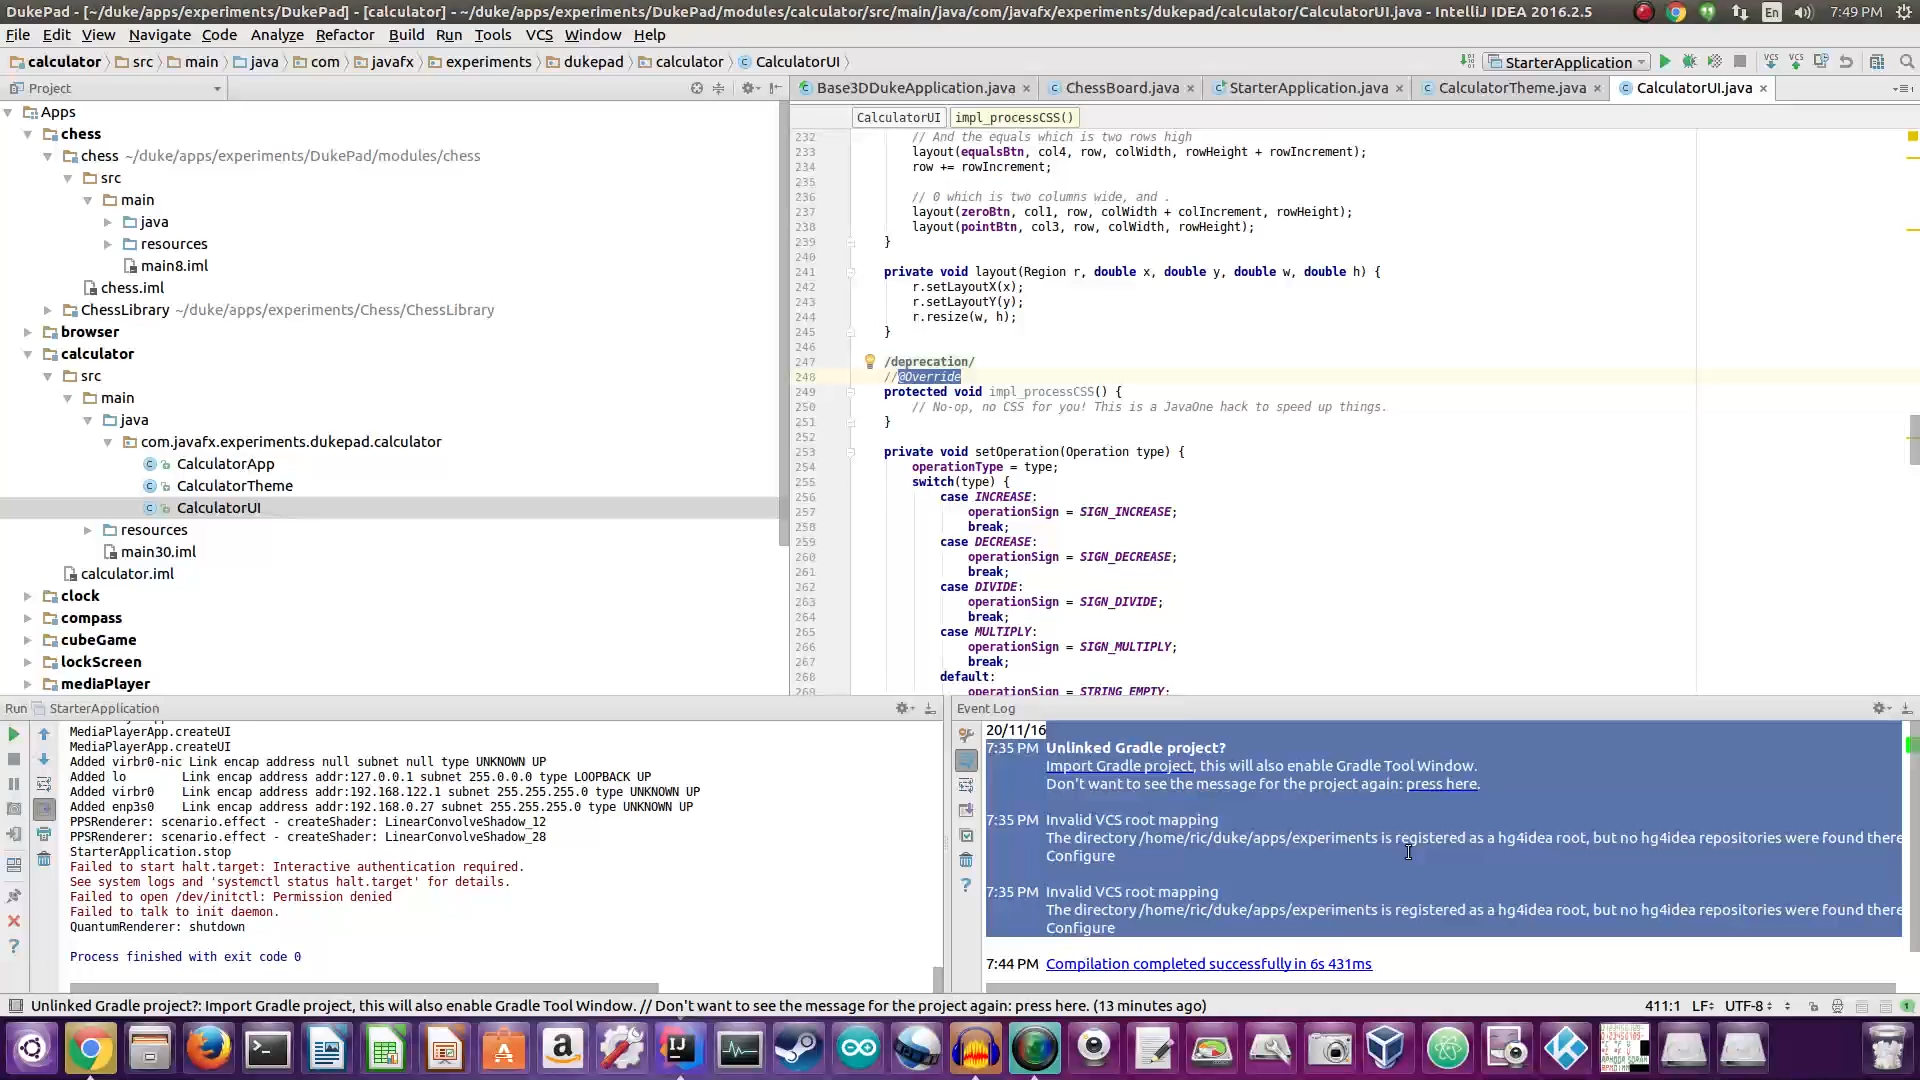 DukePad - [~/duke/apps/experiments/DukePad] - [calculator] - ~/duke/apps/experiments/DukePad/modules/calculator/src/main/java/com/javafx/experiments/dukepad/calculator/CalculatorUI.java - IntelliJ IDEA 2016.2.5
En
7:49 PM
File Edit View Navigate Code Analyze Refactor Build Run Tools VCS Window Help
calculator src main java com javafx experiments dukepad calculator CalculatorUI
StarterApplication
VCS VCS
Project
Base3DDukeApplication.java ChessBoard.java StarterApplication.java CalculatorTheme.java CalculatorUI.java
CalculatorUI impl_processCSS()
Apps
chess
chess ~/duke/apps/experiments/DukePad/modules/chess
src
main
java
resources
main8.iml
chess.iml
ChessLibrary ~/duke/apps/experiments/Chess/ChessLibrary
browser
calculator
src
main
java
com.javafx.experiments.dukepad.calculator
CalculatorApp
CalculatorTheme
CalculatorUI
resources
main30.iml
calculator.iml
clock
compass
cubeGame
lockScreen
mediaPlayer
232 // And the equals which is two rows high
233 layout(equalsBtn, col4, row, colWidth, rowHeight + rowIncrement);
234 row += rowIncrement;
235
236 // 0 which is two columns wide, and .
237 layout(zeroBtn, col1, row, colWidth + colIncrement, rowHeight);
238 layout(pointBtn, col3, row, colWidth, rowHeight);
239 }
240
241 private void layout(Region r, double x, double y, double w, double h) {
242 r.setLayoutX(x);
243 r.setLayoutY(y);
244 r.resize(w, h);
245 }
246
247 /deprecation/
248 //@Override
249 protected void impl_processCSS() {
250 // No-op, no CSS for you! This is a JavaOne hack to speed up things.
251 }
252
253 private void setOperation(Operation type) {
254 operationType = type;
255 switch(type) {
256 case INCREASE:
257 operationSign = SIGN_INCREASE;
258 break;
259 case DECREASE:
260 operationSign = SIGN_DECREASE;
261 break;
262 case DIVIDE:
263 operationSign = SIGN_DIVIDE;
264 break;
265 case MULTIPLY:
266 operationSign = SIGN_MULTIPLY;
267 break;
268 default:
269 operationSign = STRING_EMPTY;
Run StarterApplication
MediaPlayerApp.createUI
MediaPlayerApp.createUI
Added virbr0-nic Link encap address null subnet null type UNKNOWN UP
Added lo Link encap address addr:127.0.0.1 subnet 255.0.0.0 type LOOPBACK UP
Added virbr0 Link encap address addr:192.168.122.1 subnet 255.255.255.0 type UNKNOWN UP
Added enp3s0 Link encap address addr:192.168.0.27 subnet 255.255.255.0 type UNKNOWN UP
PPSRenderer: scenario.effect - createShader: LinearConvolveShadow_12
PPSRenderer: scenario.effect - createShader: LinearConvolveShadow_28
StarterApplication.stop
Failed to start halt.target: Interactive authentication required.
See system logs and 'systemctl status halt.target' for details.
Failed to open /dev/initctl: Permission denied
Failed to talk to init daemon.
QuantumRenderer: shutdown
Process finished with exit code 0
Event Log
20/11/16
7:35 PM Unlinked Gradle project?
Import Gradle project, this will also enable Gradle Tool Window.
Don't want to see the message for the project again: press here.
7:35 PM Invalid VCS root mapping
The directory /home/ric/duke/apps/experiments is registered as a hg4idea root, but no hg4idea repositories were found there
Configure
7:35 PM Invalid VCS root mapping
The directory /home/ric/duke/apps/experiments is registered as a hg4idea root, but no hg4idea repositories were found there
Configure
7:44 PM Compilation completed successfully in 6s 431ms
Unlinked Gradle project?: Import Gradle project, this will also enable Gradle Tool Window. // Don't want to see the message for the project again: press here. (13 minutes ago)
411:1 LF UTF-8